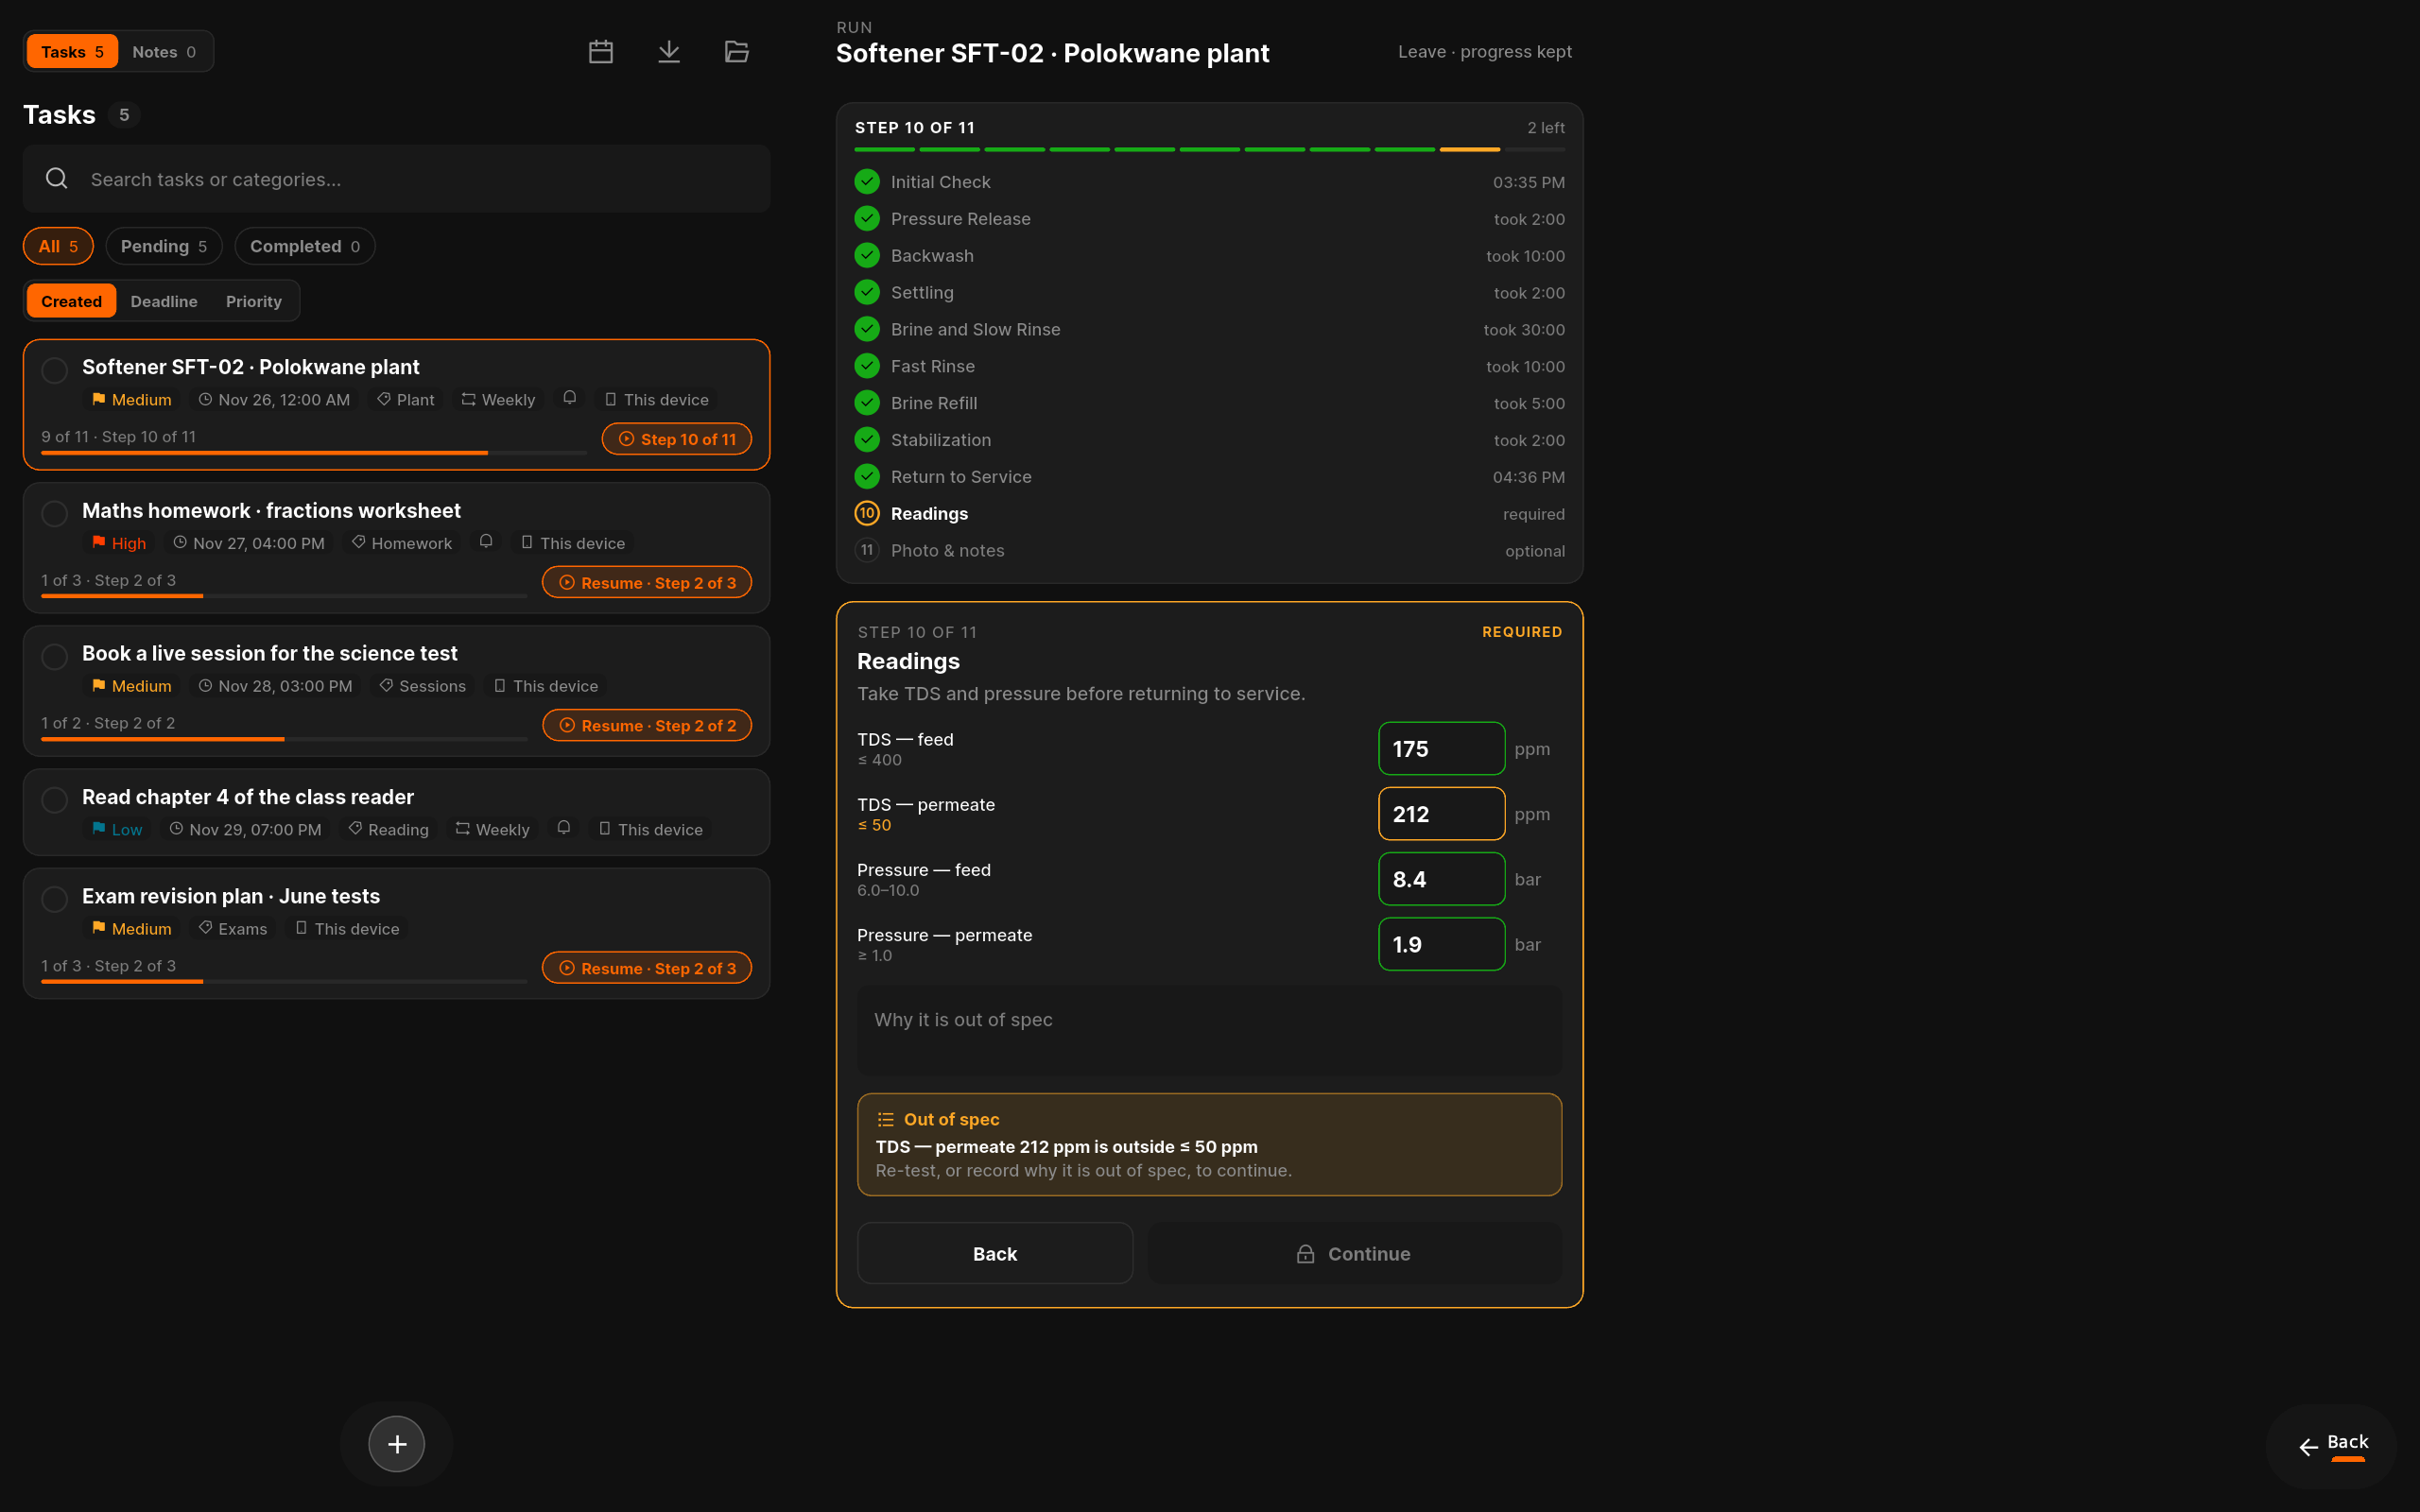 Tasks 5
Notes 0
Tasks 5
Search tasks or categories...
All 5
Pending 5
Completed 0
Created
Deadline
Priority
Softener SFT-02 · Polokwane plant
Medium
Nov 26, 12:00 AM
Plant
Weekly
This device
9 of 11 · Step 10 of 11
Step 10 of 11
Maths homework · fractions worksheet
High
Nov 27, 04:00 PM
Homework
This device
1 of 3 · Step 2 of 3
Resume · Step 2 of 3
Book a live session for the science test
Medium
Nov 28, 03:00 PM
Sessions
This device
1 of 2 · Step 2 of 2
Resume · Step 2 of 2
Read chapter 4 of the class reader
Low
Nov 29, 07:00 PM
Reading
Weekly
This device
Exam revision plan · June tests
Medium
Exams
This device
1 of 3 · Step 2 of 3
Resume · Step 2 of 3
RUN
Softener SFT-02 · Polokwane plant
Leave · progress kept
STEP 10 OF 11
2 left
Initial Check 03:35 PM
Pressure Release took 2:00
Backwash took 10:00
Settling took 2:00
Brine and Slow Rinse took 30:00
Fast Rinse took 10:00
Brine Refill took 5:00
Stabilization took 2:00
Return to Service 04:36 PM
10 Readings required
11 Photo & notes optional
STEP 10 OF 11
REQUIRED
Readings
Take TDS and pressure before returning to service.
TDS — feed
≤ 400
175 ppm
TDS — permeate
≤ 50
212 ppm
Pressure — feed
6.0–10.0
8.4 bar
Pressure — permeate
≥ 1.0
1.9 bar
Why it is out of spec
Out of spec
TDS — permeate 212 ppm is outside ≤ 50 ppm
Re-test, or record why it is out of spec, to continue.
Back
Continue
Back